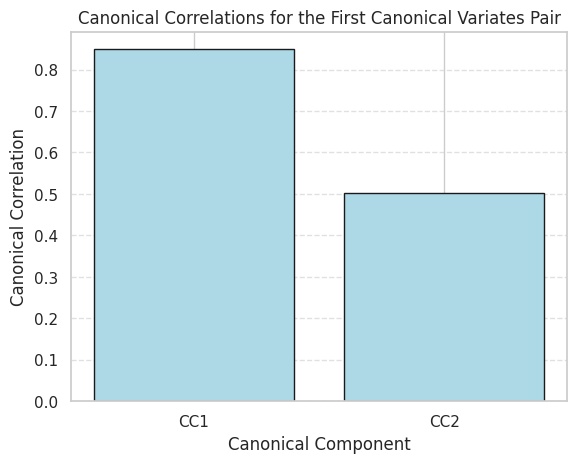 Canonical Correlations for the First Canonical Variates Pair
Canonical Correlation
0.8
0.7
0.6
0.5
0.4
0.3
0.2
0.1
0.0
CC1
CC2
Canonical Component